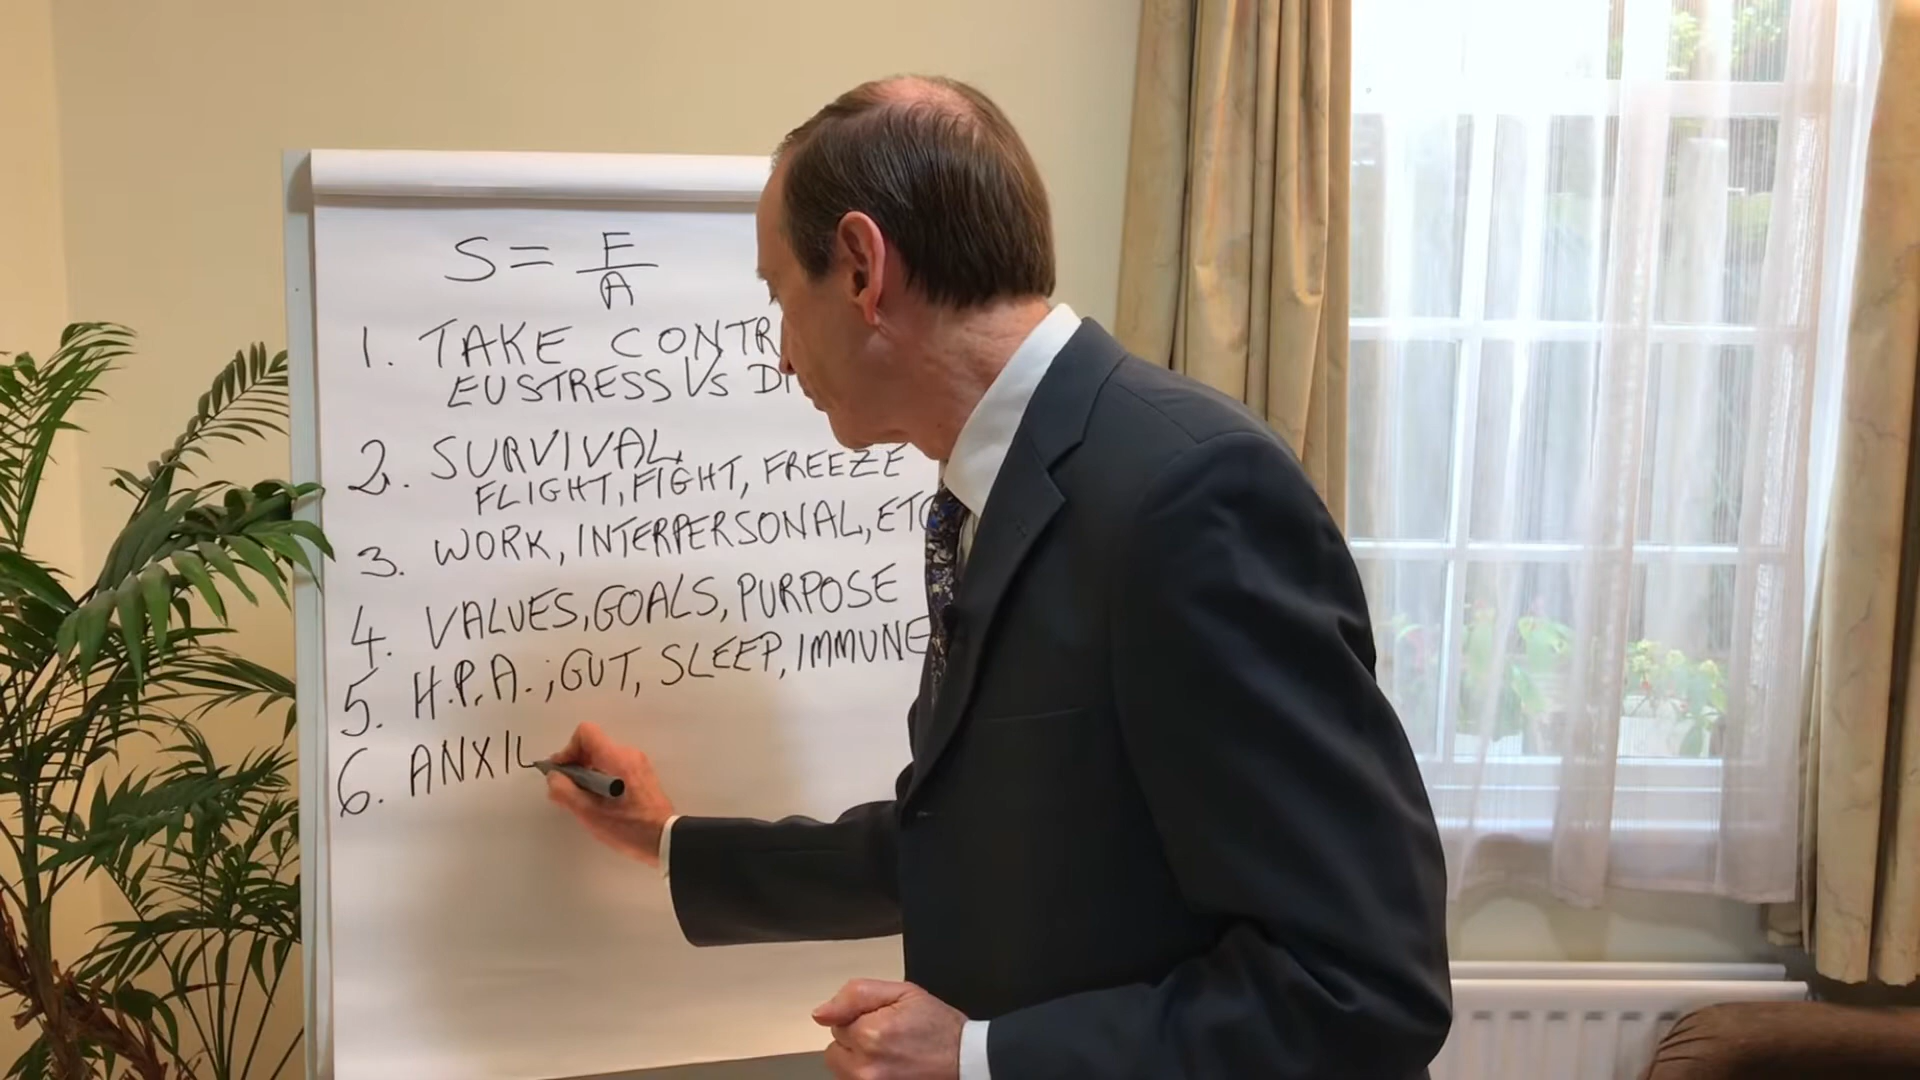 S = F
A
1. TAKE CONTR
EUSTRESS VS DI
2. SURVIVAL.
FLIGHT, FIGHT, FREEZE
3. WORK, INTERPERSONAL, ETC
4. VALUES, GOALS, PURPOSE
5. H.P.A.; GUT, SLEEP, IMMUNE
6. ANXI